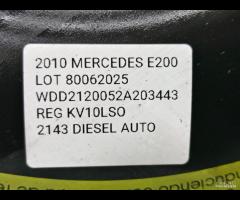 2010 MERCEDES E200
LOT 80062025
WDD2120052A203443
REG KV10LSO
2143 DIESEL AUTO